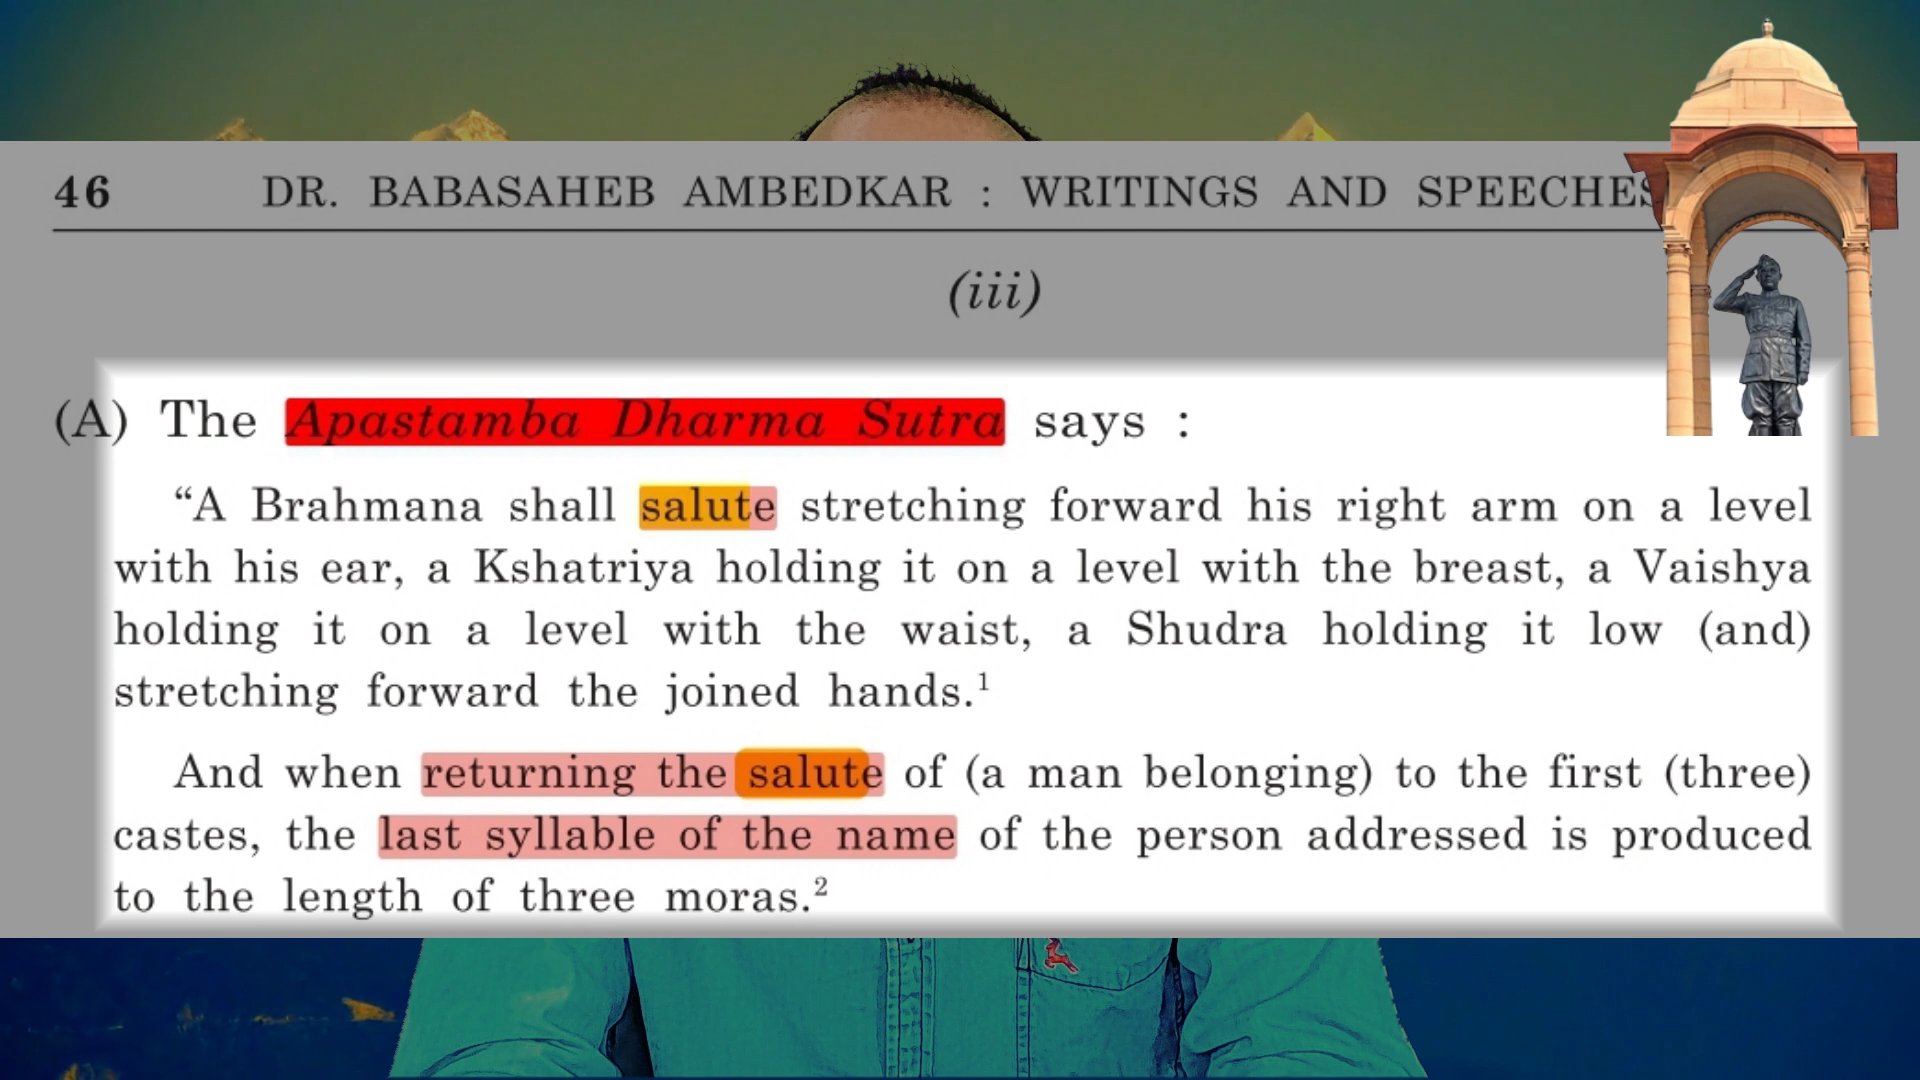 46 DR. BABASAHEB AMBEDKAR : WRITINGS AND SPEECHES
(iii)
(A) The Apastamba Dharma Sutra says :
“A Brahmana shall salute stretching forward his right arm on a level
with his ear, a Kshatriya holding it on a level with the breast, a Vaishya
holding it on a level with the waist, a Shudra holding it low (and)
stretching forward the joined hands.¹
And when returning the salute of (a man belonging) to the first (three)
castes, the last syllable of the name of the person addressed is produced
to the length of three moras.²